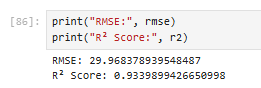 [86]: print("RMSE:", rmse)
print("R² Score:", r2)
RMSE: 29.968378939548487
R² Score: 0.9339899426650998